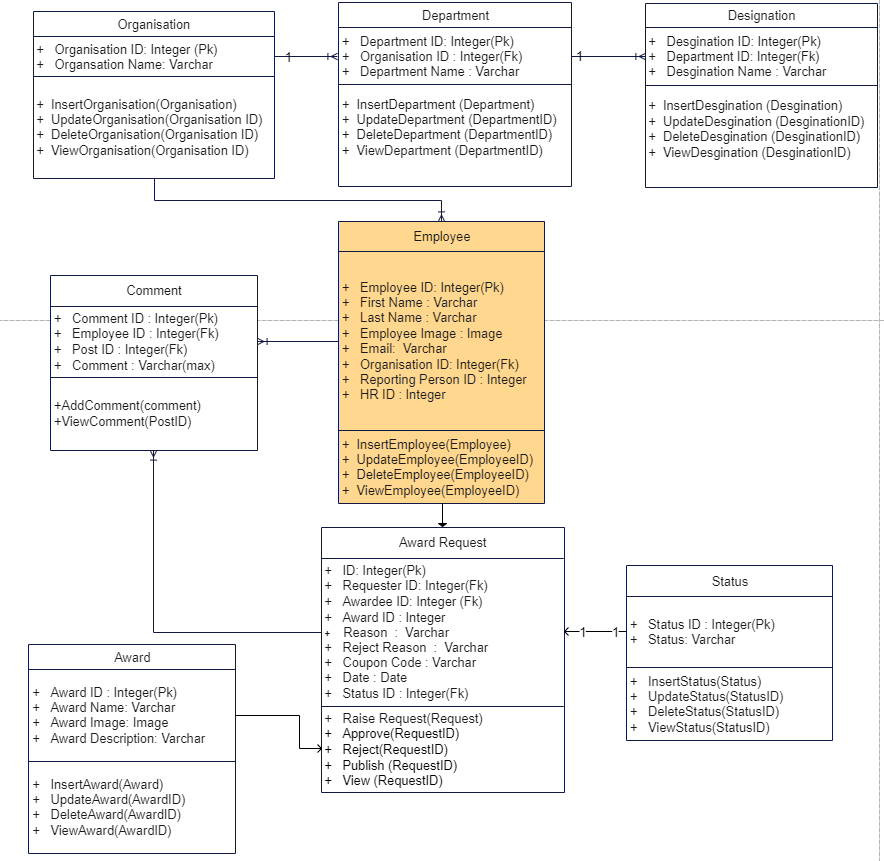 Organisation
+ Organisation ID: Integer (Pk)
+ Organsation Name: Varchar
+ InsertOrganisation(Organisation)
+ UpdateOrganisation(Organisation ID)
+ DeleteOrganisation(Organisation ID)
+ ViewOrganisation(Organisation ID)
1
Department
+ Department ID: Integer(Pk)
+ Organisation ID : Integer(Fk)
+ Department Name : Varchar
+ InsertDepartment (Department)
+ UpdateDepartment (DepartmentID)
+ DeleteDepartment (DepartmentID)
+ ViewDepartment (DepartmentID)
1
Designation
+ Desgination ID: Integer(Pk)
+ Department ID: Integer(Fk)
+ Desgination Name : Varchar
+ InsertDesgination (Desgination)
+ UpdateDesgination (DesginationID)
+ DeleteDesgination (DesginationID)
+ ViewDesgination (DesginationID)
Employee
+ Employee ID: Integer(Pk)
+ First Name : Varchar
+ Last Name : Varchar
+ Employee Image : Image
+ Email: Varchar
+ Organisation ID: Integer(Fk)
+ Reporting Person ID : Integer
+ HR ID : Integer
+ InsertEmployee(Employee)
+ UpdateEmployee(EmployeeID)
+ DeleteEmployee(EmployeeID)
+ ViewEmployee(EmployeeID)
Comment
+ Comment ID : Integer(Pk)
+ Employee ID : Integer(Fk)
+ Post ID : Integer(Fk)
+ Comment : Varchar(max)
+AddComment(comment)
+ViewComment(PostID)
Award Request
+ ID: Integer(Pk)
+ Requester ID: Integer(Fk)
+ Awardee ID: Integer (Fk)
+ Award ID : Integer
+ Reason : Varchar
+ Reject Reason : Varchar
+ Coupon Code : Varchar
+ Date : Date
+ Status ID : Integer(Fk)
+ Raise Request(Request)
+ Approve(RequestID)
+ Reject(RequestID)
+ Publish (RequestID)
+ View (RequestID)
1 1
Status
+ Status ID : Integer(Pk)
+ Status: Varchar
+ InsertStatus(Status)
+ UpdateStatus(StatusID)
+ DeleteStatus(StatusID)
+ ViewStatus(StatusID)
Award
+ Award ID : Integer(Pk)
+ Award Name: Varchar
+ Award Image: Image
+ Award Description: Varchar
+ InsertAward(Award)
+ UpdateAward(AwardID)
+ DeleteAward(AwardID)
+ ViewAward(AwardID)